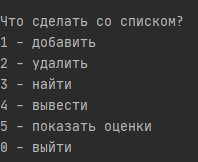 Что сделать со списком?
1 - добавить
2 - удалить
3 - найти
4 - вывести
5 - показать оценки
0 - выйти